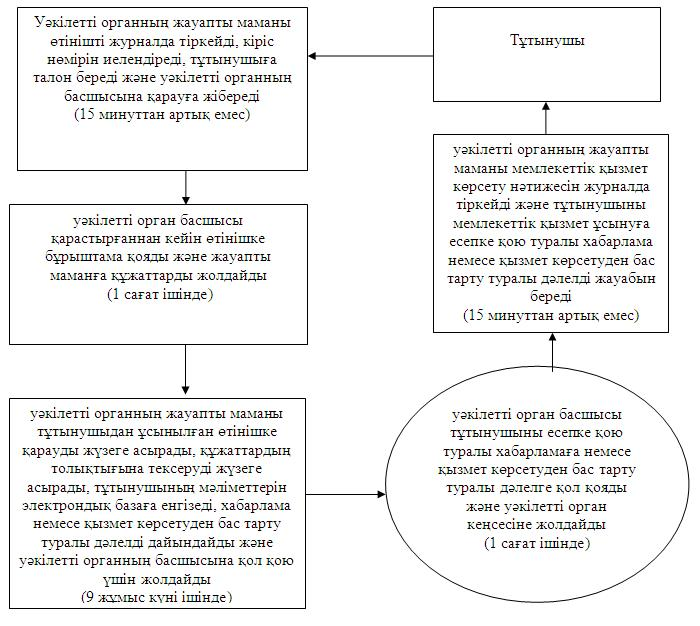 Уәкілетті органның жауапты маманы
өтінішті журналда тіркейді, кіріс
нөмірін иелендіреді, тұтынушыға
талон береді және уәкілетті органның
басшысына қарауға жібереді
(15 минуттан артық емес)
Тұтынушы
уәкілетті орган басшысы
қарастырғаннан кейін өтінішке
бұрыштама қояды және жауапты
маманға құжаттарды жолдайды
(1 сағат ішінде)
уәкілетті органның жауапты маманы
тұтынушыдан ұсынылған өтінішке
қарауды жүзеге асырады, құжаттардың
толықтығына тексеруді жүзеге
асырады, тұтынушының мәліметтерін
электрондық базаға енгізеді, хабарлама
немесе қызмет көрсетуден бас тарту
туралы дәлелді дайындайды және
уәкілетті органның басшысына қол қою
үшін жолдайды
(9 жұмыс күні ішінде)
уәкілетті орган басшысы
тұтынушыны есепке қою
туралы хабарламаға немесе
қызмет көрсетуден бас тарту
туралы дәлелге қол қояды
және уәкілетті орган
кеңсесіне жолдайды
(1 сағат ішінде)
уәкілетті органның жауапты
маманы мемлекеттік қызмет
көрсету нәтижесін журналда
тіркейді және тұтынушыны
мемлекеттік қызмет ұсынуға
есепке қою туралы хабарлама
немесе қызмет көрсетуден бас
тарту туралы дәлелді жауабын
береді
(15 минуттан артық емес)